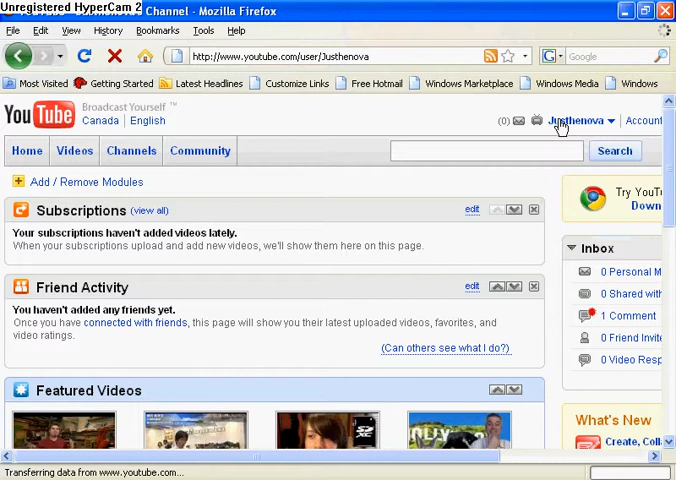 Unregistered HyperCam 2
Channel - Mozilla Firefox
File Edit View History Bookmarks Tools Help
http://www.youtube.com/user/Justhenova
Google
Most Visited Getting Started Latest Headlines Customize Links Free Hotmail Windows Marketplace Windows Media Windows
YouTube
Broadcast Yourself ™
Canada English
(0) Justhenova Account
Home Videos Channels Community
Search
Add / Remove Modules
Try YouTu
Down
Subscriptions (view all) edit
Your subscriptions haven't added videos lately.
When your subscriptions upload and add new videos, we'll show them here on this page.
Inbox
0 Personal M
0 Shared with
1 Comment
0 Friend Invite
0 Video Resp
Friend Activity edit
You haven't added any friends yet.
Once you have connected with friends, this page will show you their latest uploaded videos, favorites, and
video ratings.
(Can others see what I do?)
Featured Videos
What's New
Create, Colla
Transferring data from www.youtube.com...